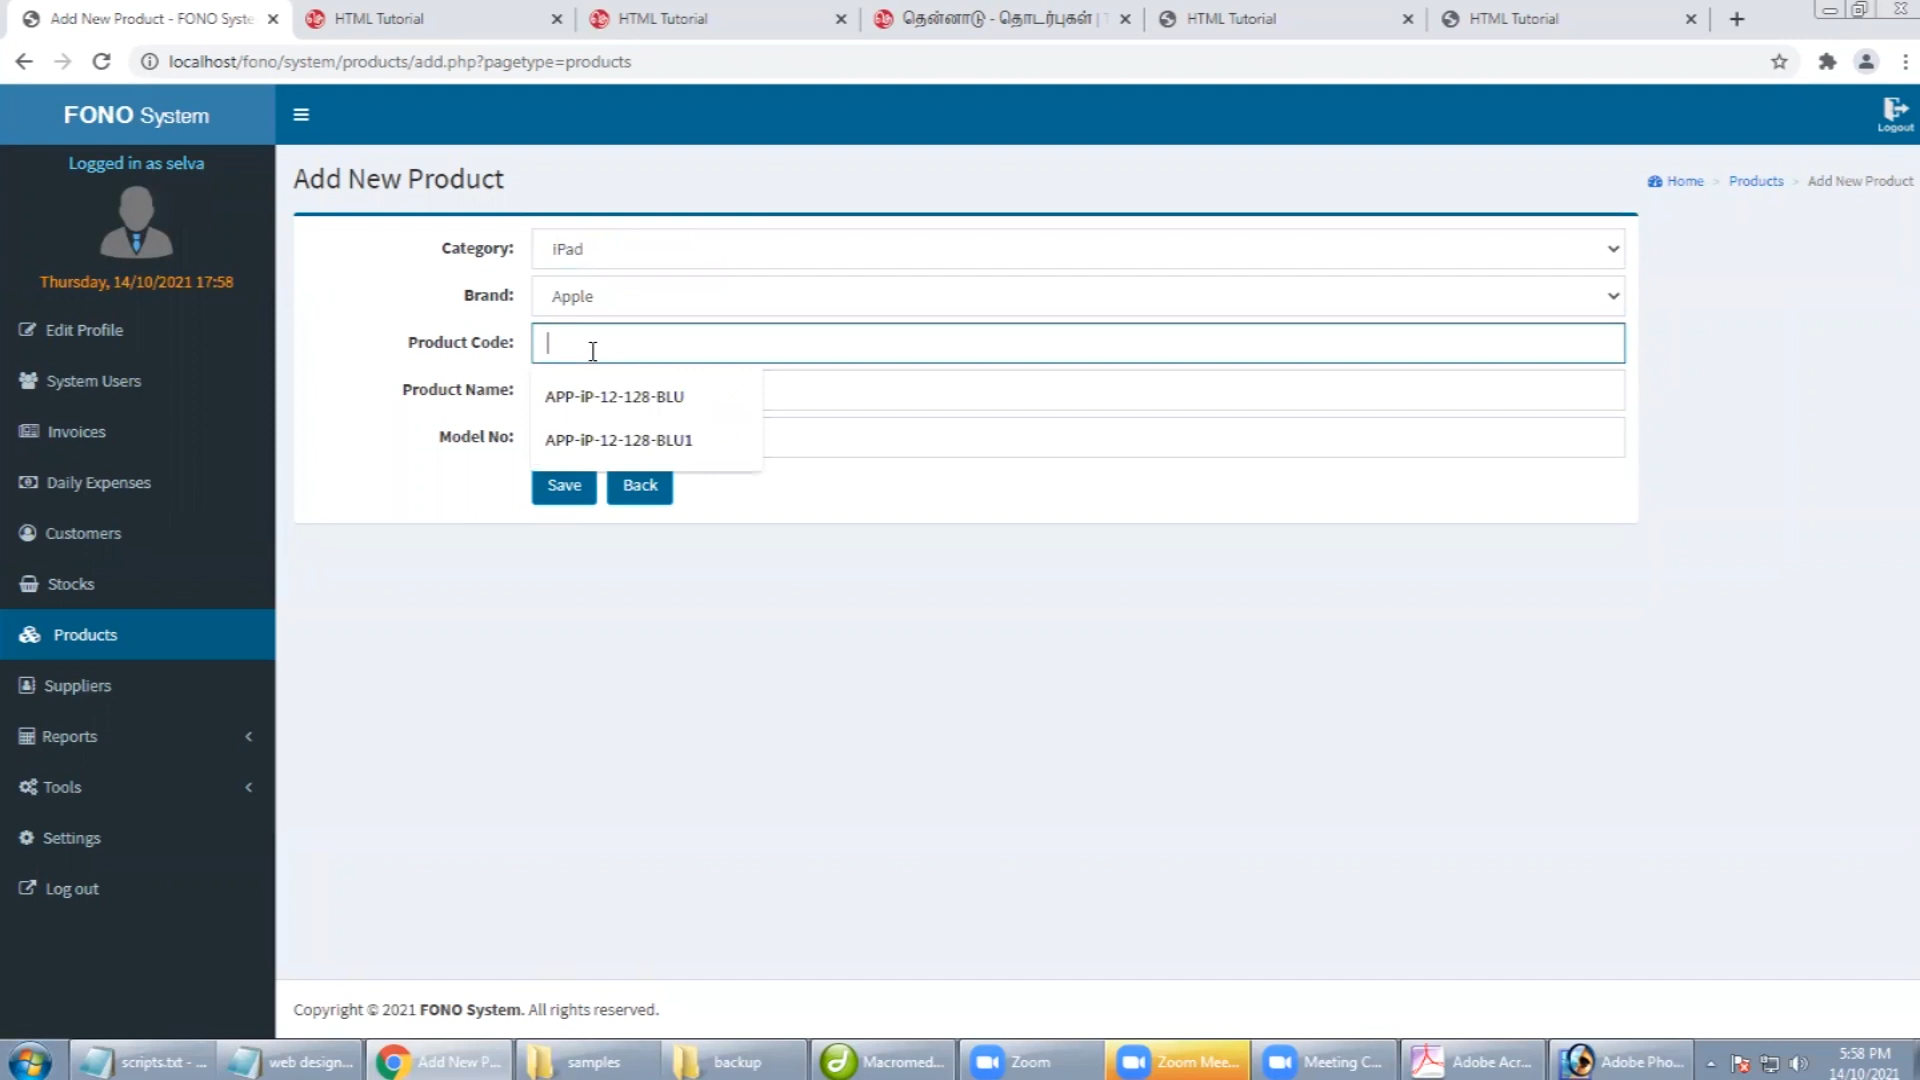 Add New Product - FONO Syste
HTML Tutorial
HTML Tutorial
தென்னாடு - தொடர்புகள் |
HTML Tutorial
HTML Tutorial
localhost/fono/system/products/add.php?pagetype=products
FONO System
Logout
Logged in as selva
Thursday, 14/10/2021 17:58
Edit Profile
System Users
Invoices
Daily Expenses
Customers
Stocks
Products
Suppliers
Reports
Tools
Settings
Log out
Add New Product
Home > Products > Add New Product
Category: iPad
Brand: Apple
Product Code:
Product Name:
APP-iP-12-128-BLU
Model No:
APP-iP-12-128-BLU1
Save Back
Copyright © 2021 FONO System. All rights reserved.
scripts.txt - ...
web design...
Add New P...
samples
backup
Macromed...
Zoom
Zoom Mee...
Meeting C...
Adobe Acr...
Adobe Pho...
5:58 PM
14/10/2021